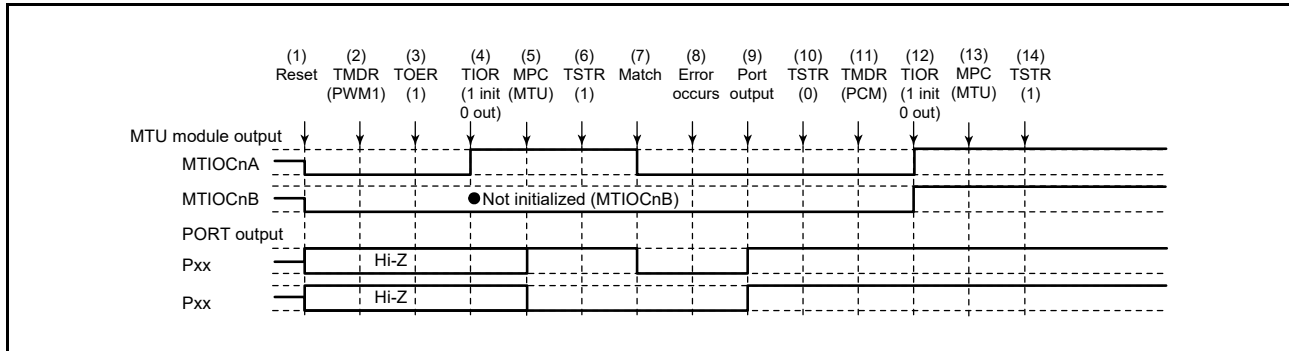 (1) (2) (3) (4) (5) (6) (7) (8) (9) (10) (11) (12) (13) (14)
Reset TMDR TOER TIOR MPC TSTR Match Error Port TSTR TMDR TIOR MPC TSTR
(PWM1) (1) (1 init (MTU) (1) occurs output (0) (PCM) (1 init (MTU) (1)
0 out) 0 out)
MTU module output
MTIOCnA
MTIOCnB ●Not initialized (MTIOCnB)
PORT output
Pxx Hi-Z
Pxx Hi-Z